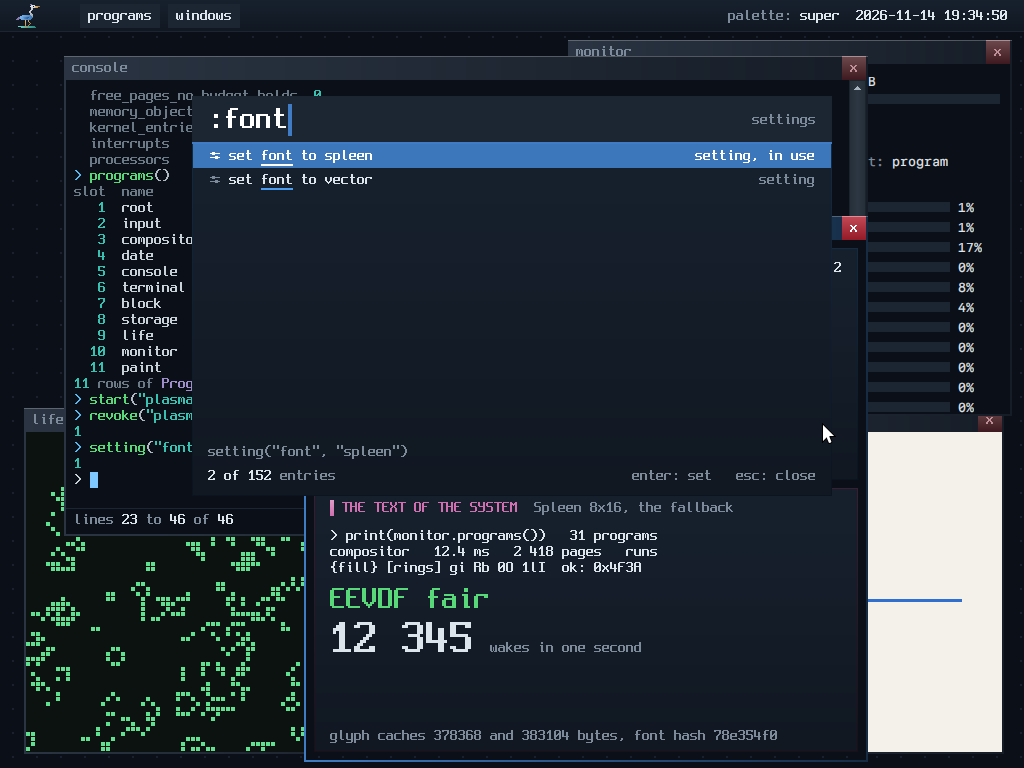 programs windows palette: super 2026-11-14 19:34:50
monitor
console
B
free_pages_no_budget_holds 0
memory_object
kernel_entrie
interrupts
processors
> programs()
slot name
1 root
2 input
3 composito
4 date
5 console
6 terminal
7 block
8 storage
9 life
10 monitor
11 paint
11 rows of Prog
> start("plasma
> revoke("plasm
1
> setting("font
1
>
lines 23 to 46 of 46
:font settings
set font to spleen setting, in use
set font to vector setting
setting("font", "spleen")
2 of 152 entries enter: set esc: close
t: program
1%
1%
17%
0%
8%
4%
0%
0%
0%
0%
0%
2
life
THE TEXT OF THE SYSTEM Spleen 8x16, the fallback
> print(monitor.programs()) 31 programs
compositor 12.4 ms 2 418 pages runs
{fill} [rings] gi Rb 0O 1lI ok: 0x4F3A
EEVDF fair
12 345 wakes in one second
glyph caches 378368 and 383104 bytes, font hash 78e354f0